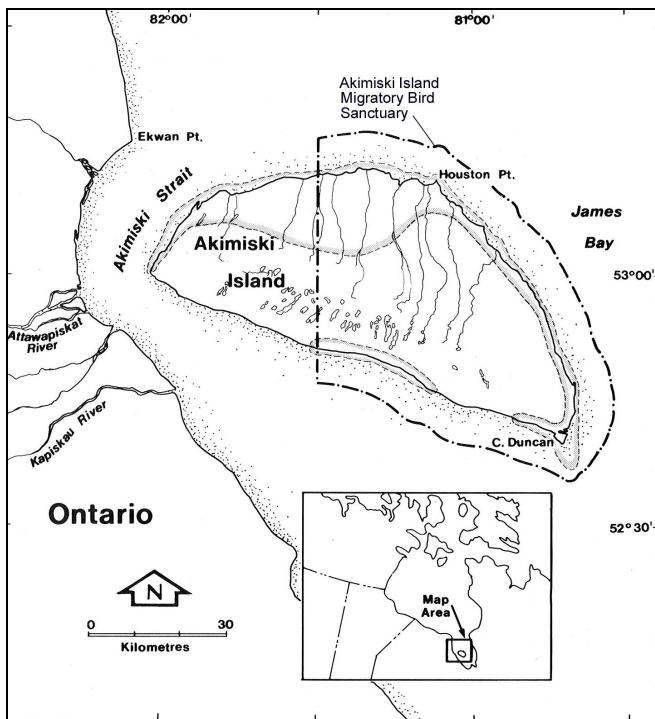 82°00'
81°00'
Akimiski Island
Migratory Bird
Sanctuary
Ekwan Pt.
Houston Pt.
Akimiski Strait
James
Bay
Akimiski
Island
53°00'
Attawapiskat
River
Kapiskau River
C. Duncan
Ontario
52°30'
N
Map
Area
0 30
Kilometres